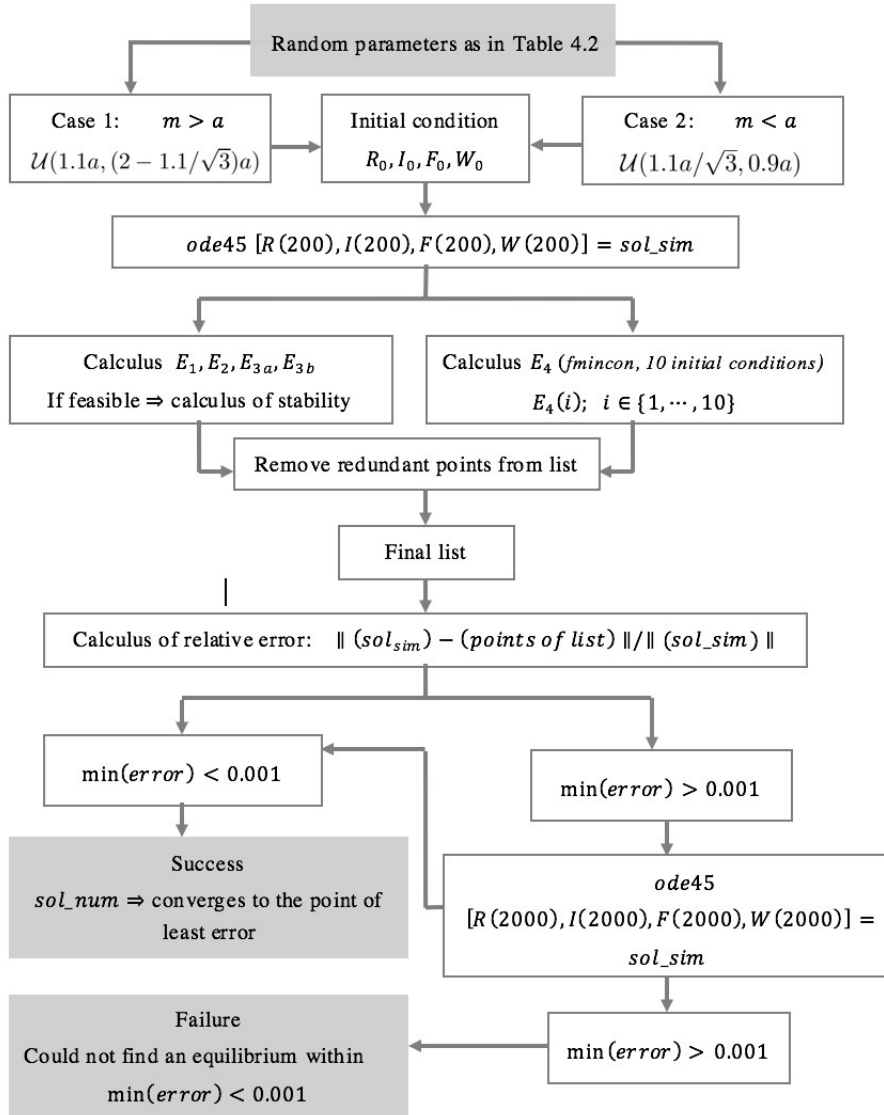 Random parameters as in Table 4.2
Case 1: m > a
𝒰(1.1a, (2 − 1.1/√3)a)
Initial condition
R₀, I₀, F₀, W₀
Case 2: m < a
𝒰(1.1a/√3, 0.9a)
ode45 [R(200), I(200), F(200), W(200)] = sol_sim
Calculus E₁, E₂, E₃ₐ, E₃b
If feasible ⇒ calculus of stability
Calculus E₄ (fmincon, 10 initial conditions)
E₄(i); i ∈ {1, ⋯, 10}
Remove redundant points from list
Final list
Calculus of relative error: ‖ (sol_sim) − (points of list) ‖/‖ (sol_sim) ‖
min(error) < 0.001
min(error) > 0.001
Success
sol_num ⇒ converges to the point of
least error
ode45
[R(2000), I(2000), F(2000), W(2000)] =
sol_sim
Failure
Could not find an equilibrium within
min(error) < 0.001
min(error) > 0.001